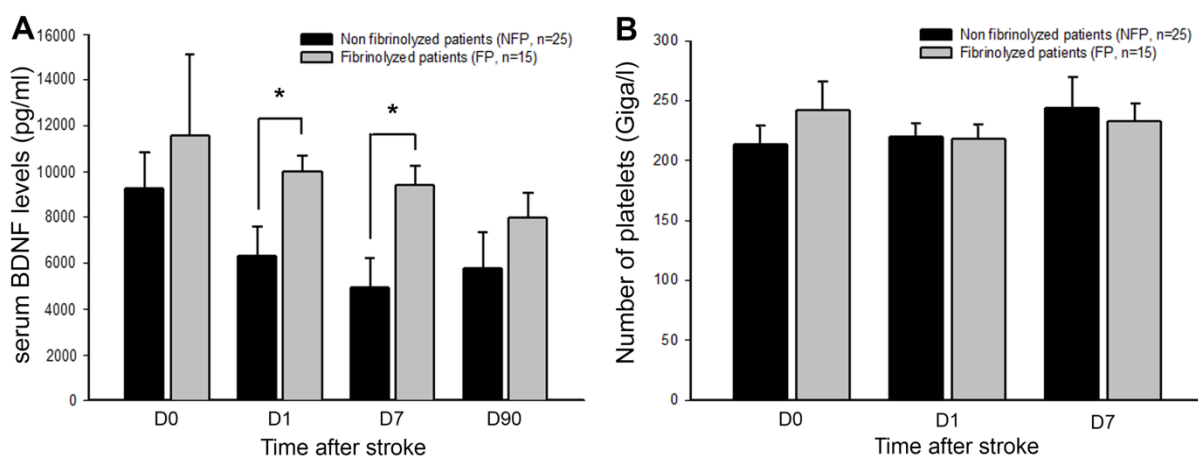 A
serum BDNF levels (pg/ml)
16000
14000
12000
10000
8000
6000
4000
2000
0
Non fibrinolyzed patients (NFP, n=25)
Fibrinolyzed patients (FP, n=15)
*
*
D0 D1 D7 D90
Time after stroke
B
Number of platelets (Giga/l)
300
250
200
150
100
50
0
Non fibrinolyzed patients (NFP, n=25)
Fibrinolyzed patients (FP, n=15)
D0 D1 D7
Time after stroke